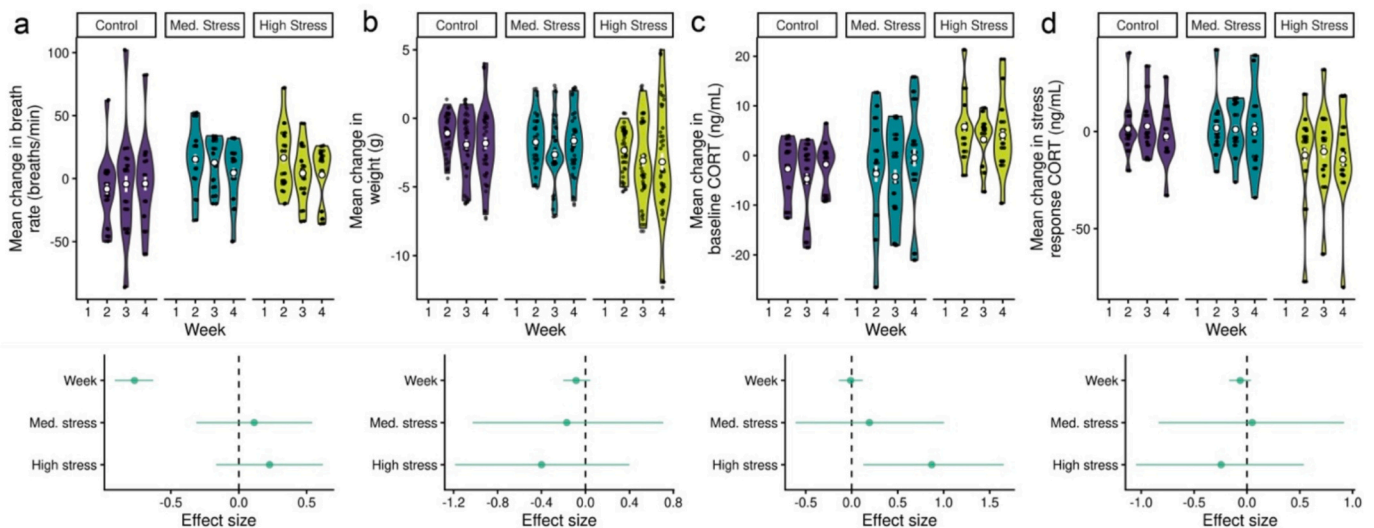 a
Control
Med. Stress
High Stress
Mean change in breath
rate (breaths/min)
100
50
0
-50
1 2 3 4 1 2 3 4 1 2 3 4
Week
b
Control
Med. Stress
High Stress
Mean change in
weight (g)
5
0
-5
-10
1 2 3 4 1 2 3 4 1 2 3 4
Week
c
Control
Med. Stress
High Stress
Mean change in
baseline CORT (ng/mL)
20
10
0
-10
-20
1 2 3 4 1 2 3 4 1 2 3 4
Week
d
Control
Med. Stress
High Stress
Mean change in stress
response CORT (ng/mL)
0
-50
1 2 3 4 1 2 3 4 1 2 3 4
Week
Week
Med. stress
High stress
-0.5 0.0 0.5
Effect size
Week
Med. stress
High stress
-1.2 -0.8 -0.4 0.0 0.4 0.8
Effect size
Week
Med. stress
High stress
-0.5 0.0 0.5 1.0 1.5
Effect size
Week
Med. stress
High stress
-1.0 -0.5 0.0 0.5 1.0
Effect size